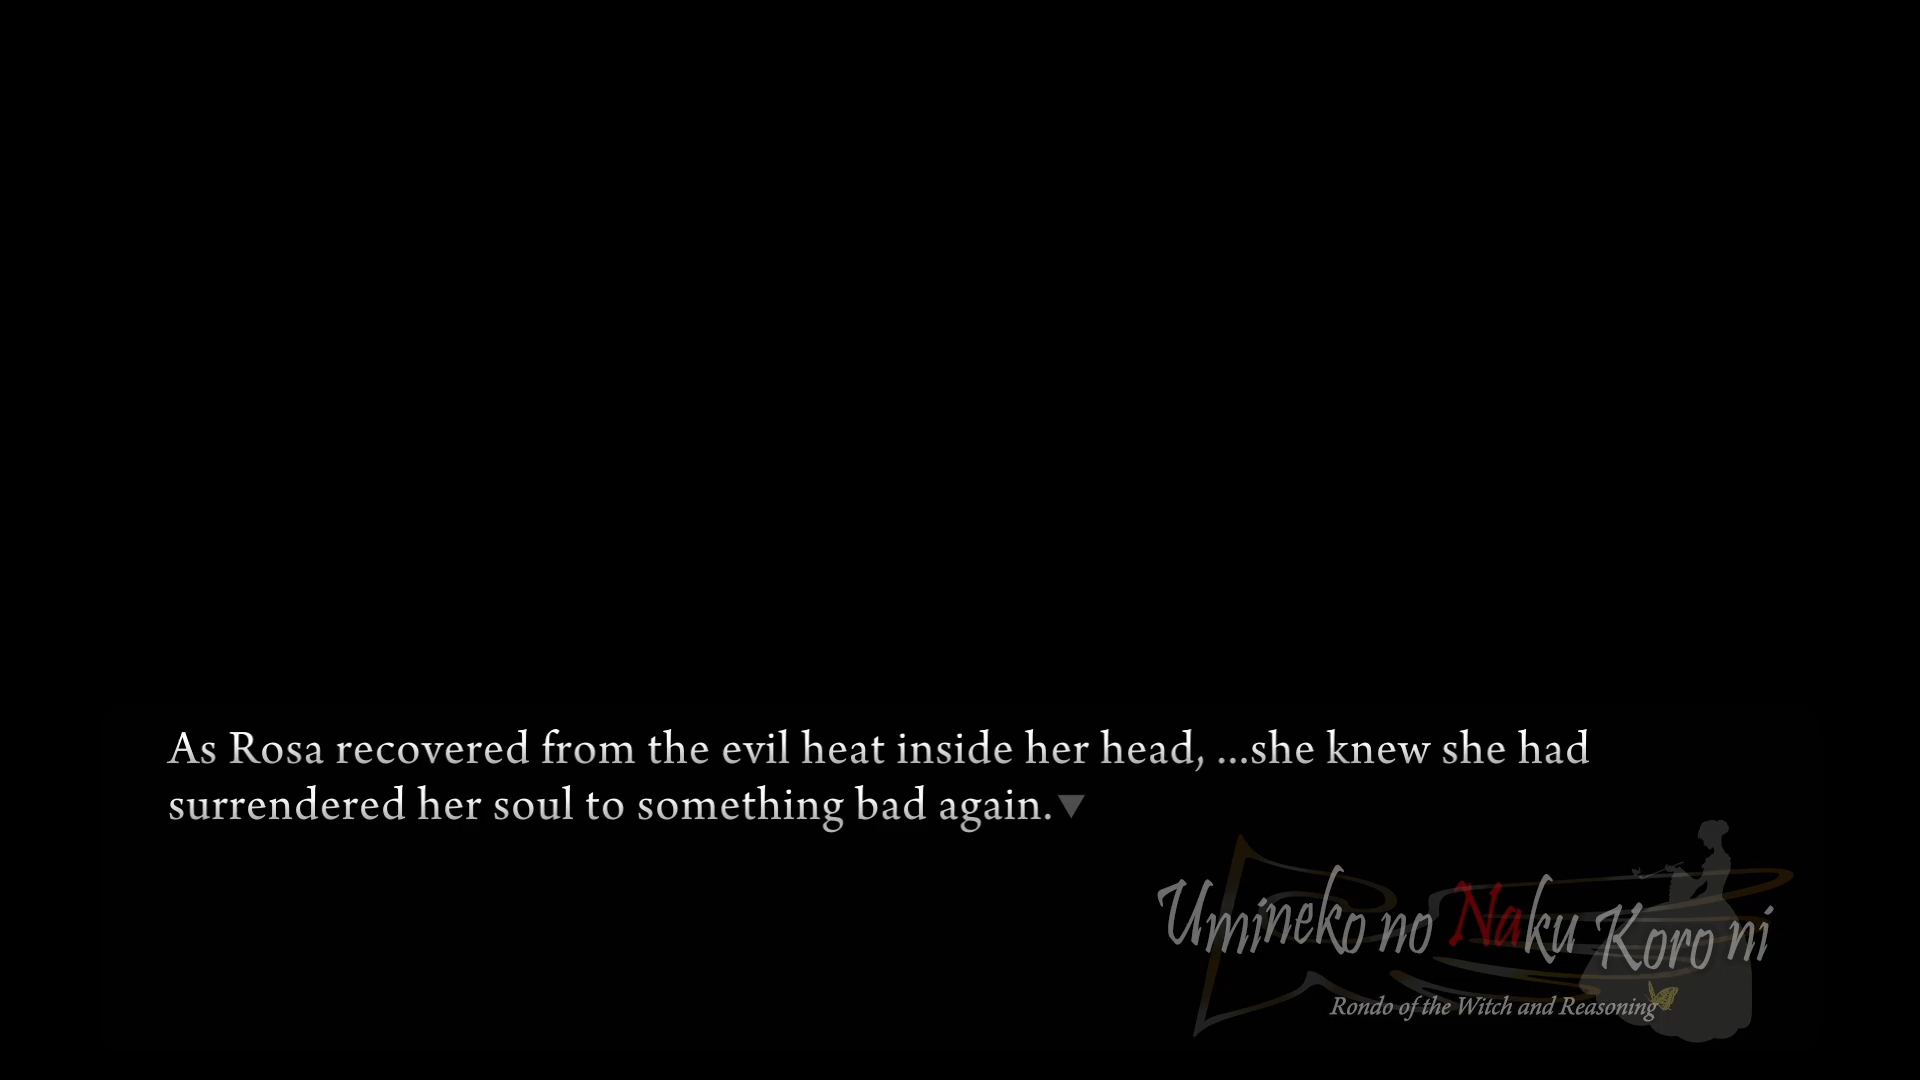 As Rosa recovered from the evil heat inside her head, ...she knew she had
surrendered her soul to something bad again.
Umineko no Naku Koro ni
Rondo of the Witch and Reasoning